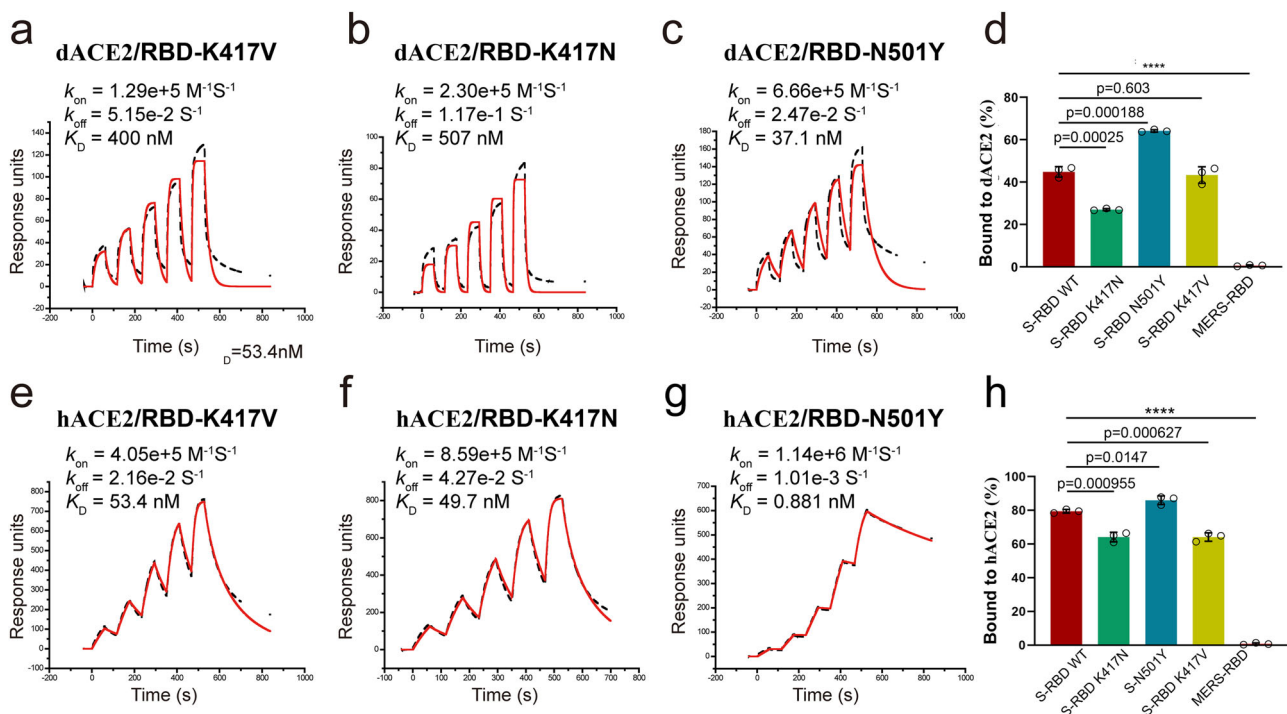 a
dACE2/RBD-K417V
kon = 1.29e+5 M-1S-1
koff = 5.15e-2 S-1
KD = 400 nM
Response units
140
120
100
80
60
40
20
0
-20
-200 0 200 400 600 800 1000
Time (s)
D=53.4nM
b
dACE2/RBD-K417N
kon = 2.30e+5 M-1S-1
koff = 1.17e-1 S-1
KD = 507 nM
Response units
100
80
60
40
20
0
-200 0 200 400 600 800 1000
Time (s)
c
dACE2/RBD-N501Y
kon = 6.66e+5 M-1S-1
koff = 2.47e-2 S-1
KD = 37.1 nM
Response units
180
160
140
120
100
80
60
40
20
0
-20
-200 0 200 400 600 800 1000
Time (s)
d
****
p=0.603
p=0.000188
p=0.00025
Bound to dACE2 (%)
80
60
40
20
0
S-RBD WT
S-RBD K417N
S-RBD N501Y
S-RBD K417V
MERS-RBD
e
hACE2/RBD-K417V
kon = 4.05e+5 M-1S-1
koff = 2.16e-2 S-1
KD = 53.4 nM
Response units
800
700
600
500
400
300
200
100
0
-100
-200 0 200 400 600 800 1000
Time (s)
f
hACE2/RBD-K417N
kon = 8.59e+5 M-1S-1
koff = 4.27e-2 S-1
KD = 49.7 nM
Response units
800
600
400
200
0
-100 0 100 200 300 400 500 600 700 800
Time (s)
g
hACE2/RBD-N501Y
kon = 1.14e+6 M-1S-1
koff = 1.01e-3 S-1
KD = 0.881 nM
Response units
700
600
500
400
300
200
100
0
-200 0 200 400 600 800 1000
Time (s)
h
****
p=0.000627
p=0.0147
p=0.000955
Bound to hACE2 (%)
100
80
60
40
20
0
S-RBD WT
S-RBD K417N
S-N501Y
S-RBD K417V
MERS-RBD